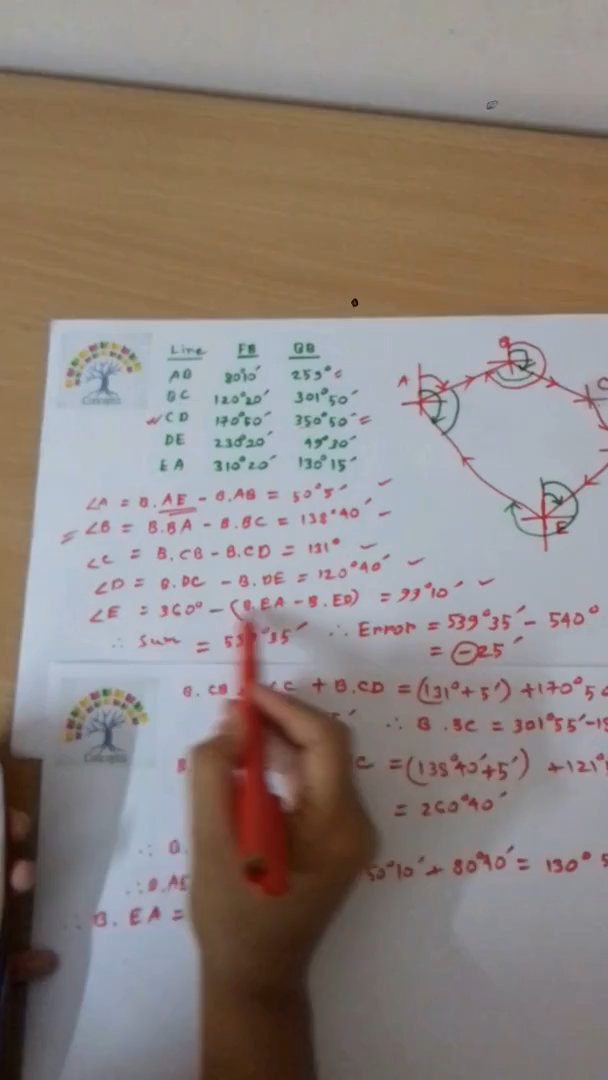 Line FB BB
AB 80°10′ 259°
BC 120°20′ 301°50′
CD 170°50′ 350°50′ =
DE 230°20′ 49°30′
EA 310°20′ 130°15′
A
B
C
E
∠A = B.AE - B.AB = 50°5′
= ∠B = B.BA - B.BC = 138°40′
∠C = B.CB - B.CD = 131°
∠D = B.DC - B.DE = 120°40′
∠E = 360° - (B.EA - B.ED) = 99°10′
∴ Sum = 539°35′ ∴ Error = 539°35′ - 540°
= -25′
Concepts
B.CB = ∠C + B.CD = (131°+5′) + 170°5
∴ B.BC = 301°55′-1
= (138°40′+5′) + 121°
= 260°40′
∴ B.AE 50°10′ + 80°40′ = 130°5
∴ B.EA =